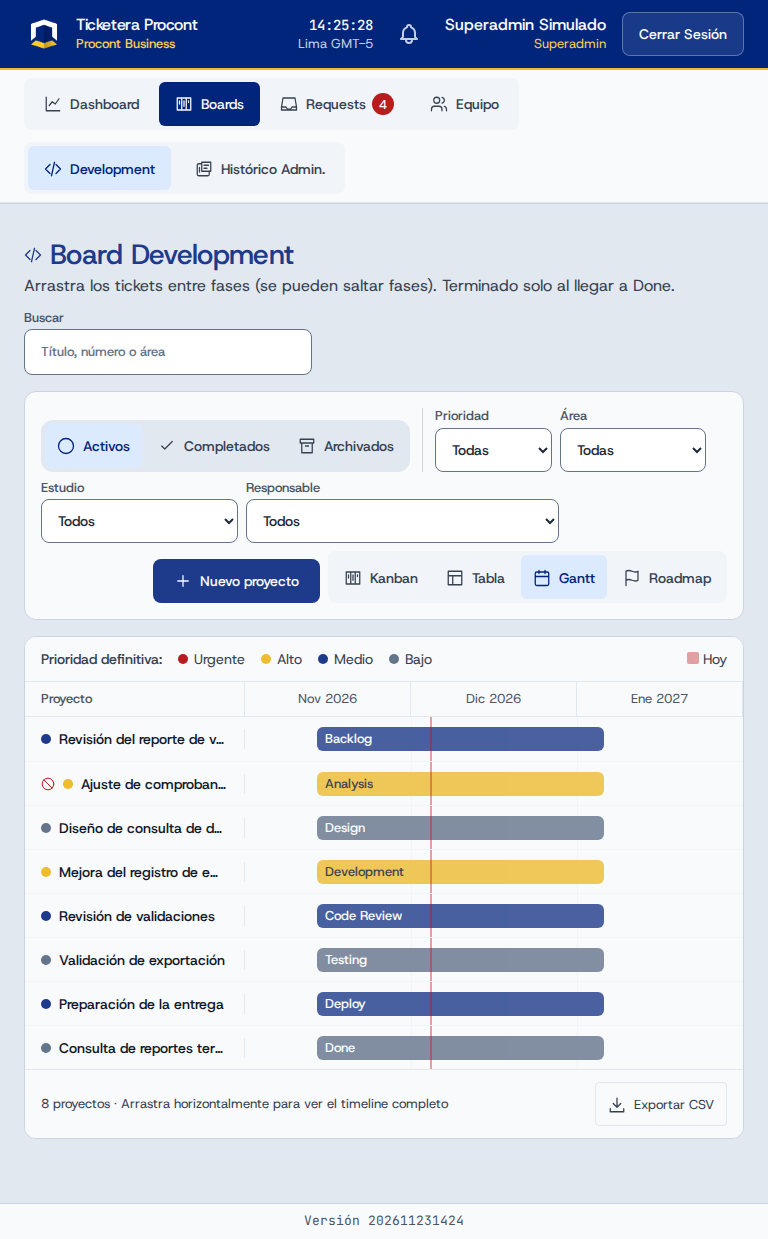 Ticketera Procont
Procont Business
14:25:28
Lima GMT-5
Superadmin Simulado
Superadmin
Cerrar Sesión
Dashboard
Boards
Requests 4
Equipo
Development
Histórico Admin.
Board Development
Arrastra los tickets entre fases (se pueden saltar fases). Terminado solo al llegar a Done.
Buscar
Título, número o área
Activos
Completados
Archivados
Prioridad
Todas
Área
Todas
Estudio
Todos
Responsable
Todos
Nuevo proyecto
Kanban
Tabla
Gantt
Roadmap
Prioridad definitiva: Urgente Alto Medio Bajo
Hoy
Proyecto Nov 2026 Dic 2026 Ene 2027
Revisión del reporte de v... Backlog
Ajuste de comproban... Analysis
Diseño de consulta de d... Design
Mejora del registro de e... Development
Revisión de validaciones Code Review
Validación de exportación Testing
Preparación de la entrega Deploy
Consulta de reportes ter... Done
8 proyectos · Arrastra horizontalmente para ver el timeline completo
Exportar CSV
Versión 202611231424